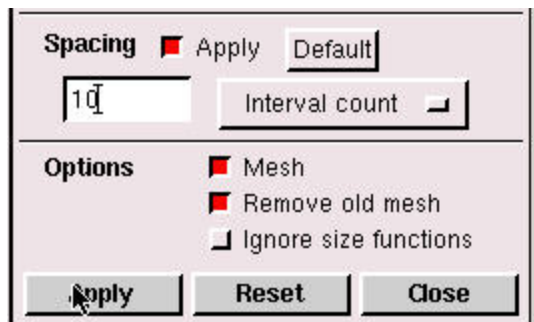 Spacing Apply Default
10 Interval count
Options Mesh
Remove old mesh
Ignore size functions
Apply Reset Close